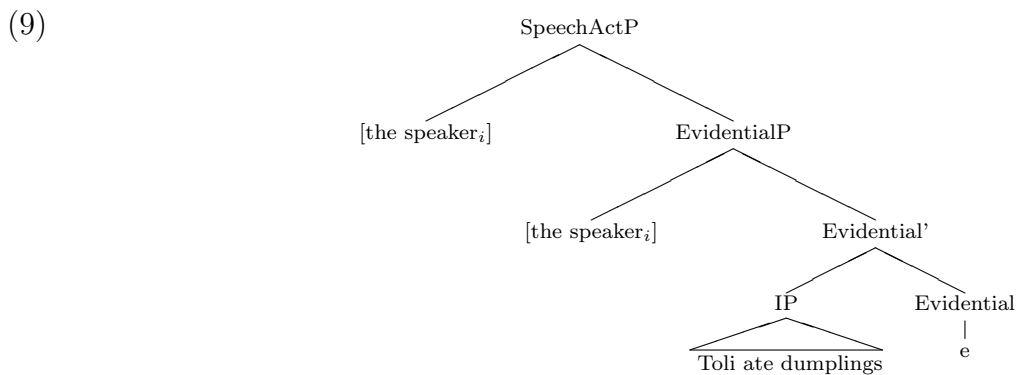 (9)
SpeechActP
[the speakerᵢ] EvidentialP
[the speakerᵢ] Evidential’
IP Evidential
e
Toli ate dumplings